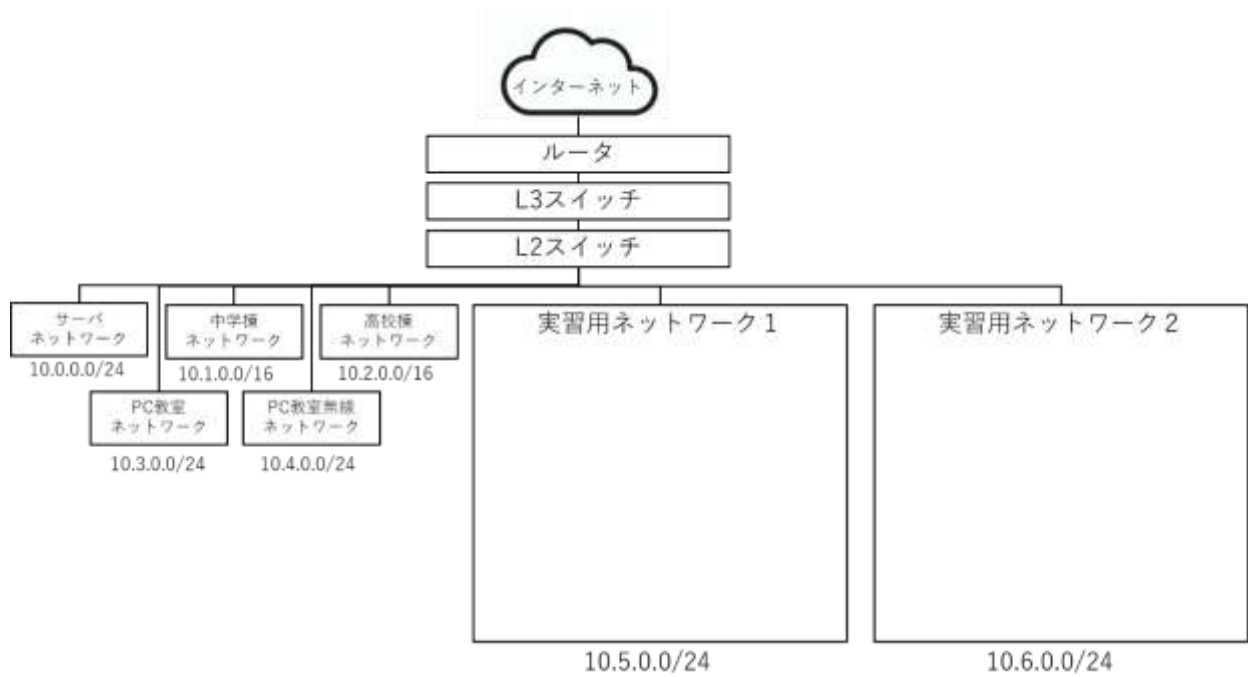 インターネット
ルータ
L3スイッチ
L2スイッチ
サーバ
ネットワーク
10.0.0.0/24
中学棟
ネットワーク
10.1.0.0/16
高校棟
ネットワーク
10.2.0.0/16
PC教室
ネットワーク
10.3.0.0/24
PC教室無線
ネットワーク
10.4.0.0/24
実習用ネットワーク1
10.5.0.0/24
実習用ネットワーク2
10.6.0.0/24